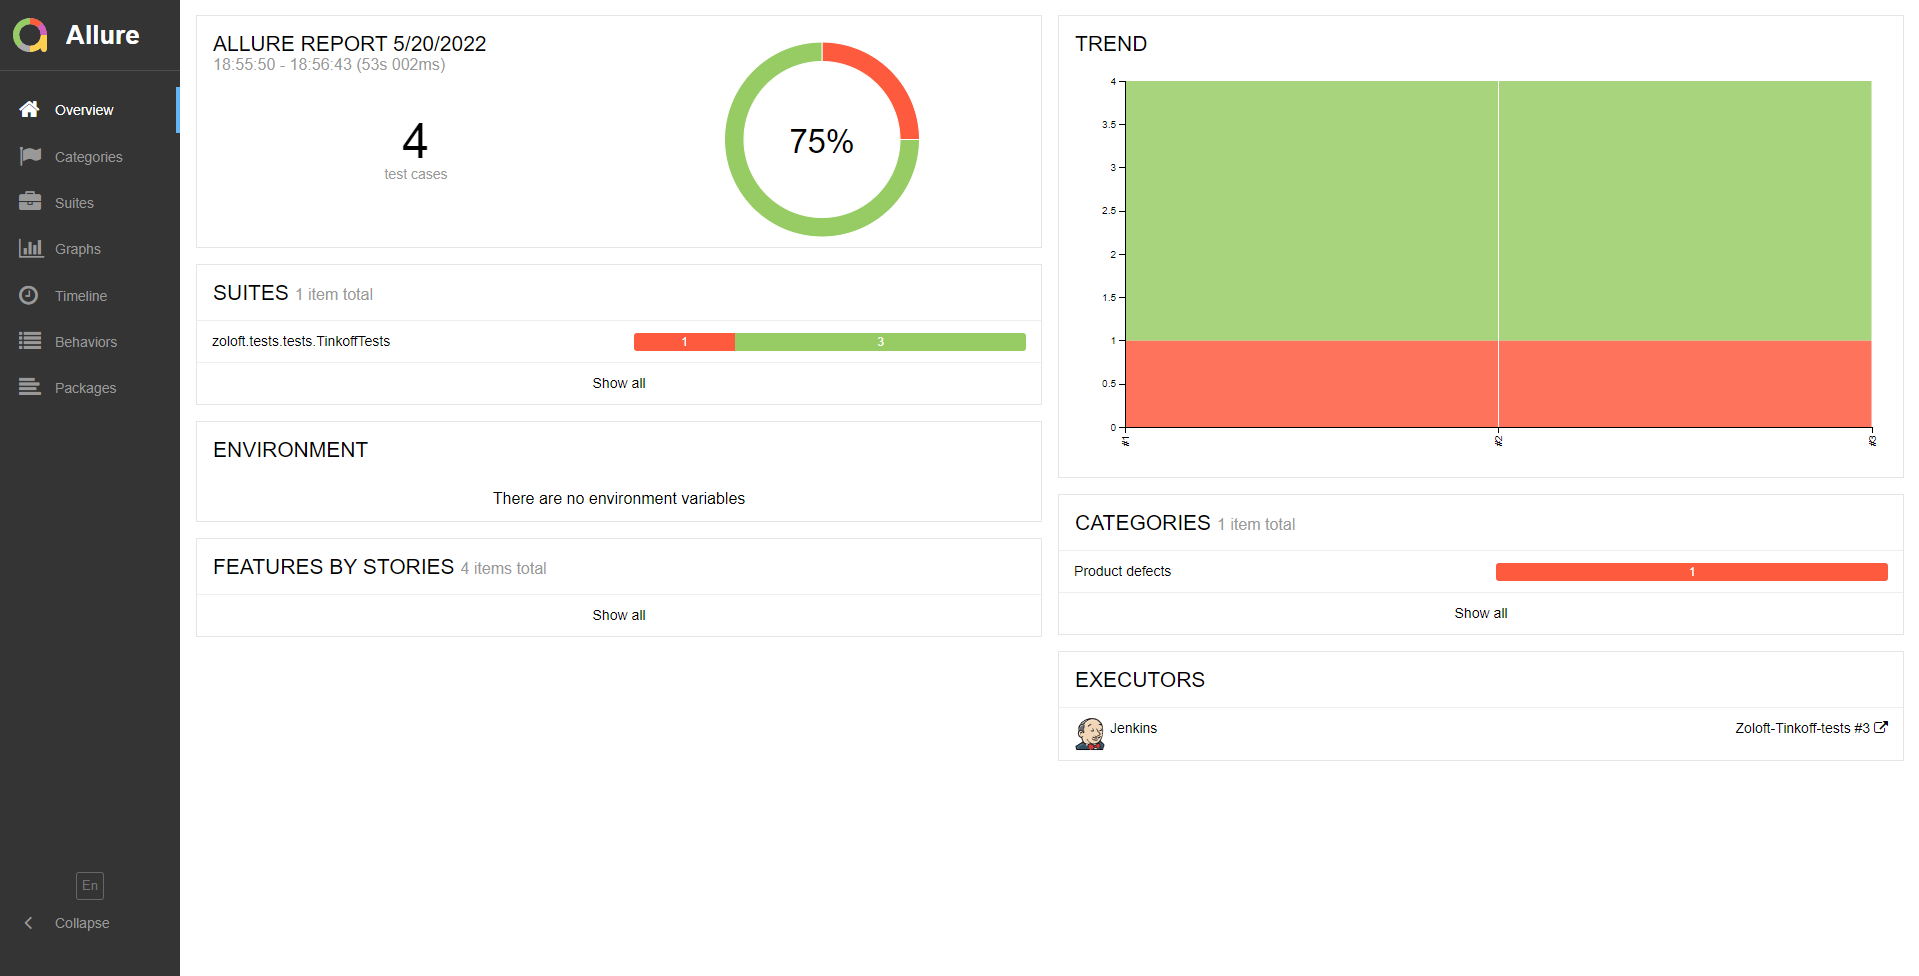 Allure
Overview
Categories
Suites
Graphs
Timeline
Behaviors
Packages
En
Collapse
ALLURE REPORT 5/20/2022
18:55:50 - 18:56:43 (53s 002ms)
4
test cases
75%
SUITES 1 item total
zoloft.tests.tests.TinkoffTests 1 3
Show all
ENVIRONMENT
There are no environment variables
FEATURES BY STORIES 4 items total
Show all
TREND
4
3.5
3
2.5
2
1.5
1
0.5
0
#1 #2 #3
CATEGORIES 1 item total
Product defects 1
Show all
EXECUTORS
Jenkins Zoloft-Tinkoff-tests #3